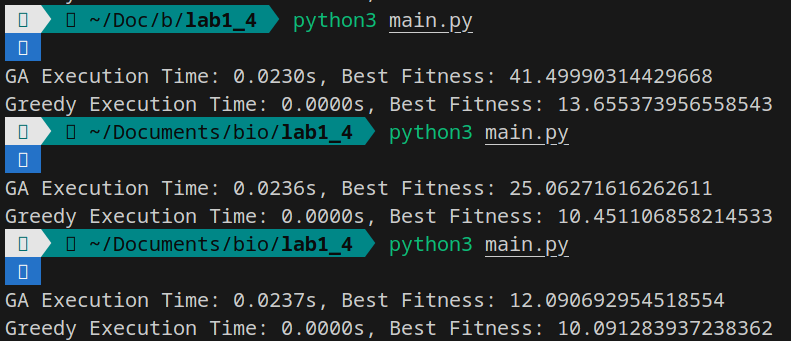 ~/Doc/b/lab1_4 python3 main.py
GA Execution Time: 0.0230s, Best Fitness: 41.49990314429668
Greedy Execution Time: 0.0000s, Best Fitness: 13.655373956558543
~/Documents/bio/lab1_4 python3 main.py
GA Execution Time: 0.0236s, Best Fitness: 25.06271616262611
Greedy Execution Time: 0.0000s, Best Fitness: 10.451106858214533
~/Documents/bio/lab1_4 python3 main.py
GA Execution Time: 0.0237s, Best Fitness: 12.090692954518554
Greedy Execution Time: 0.0000s, Best Fitness: 10.091283937238362